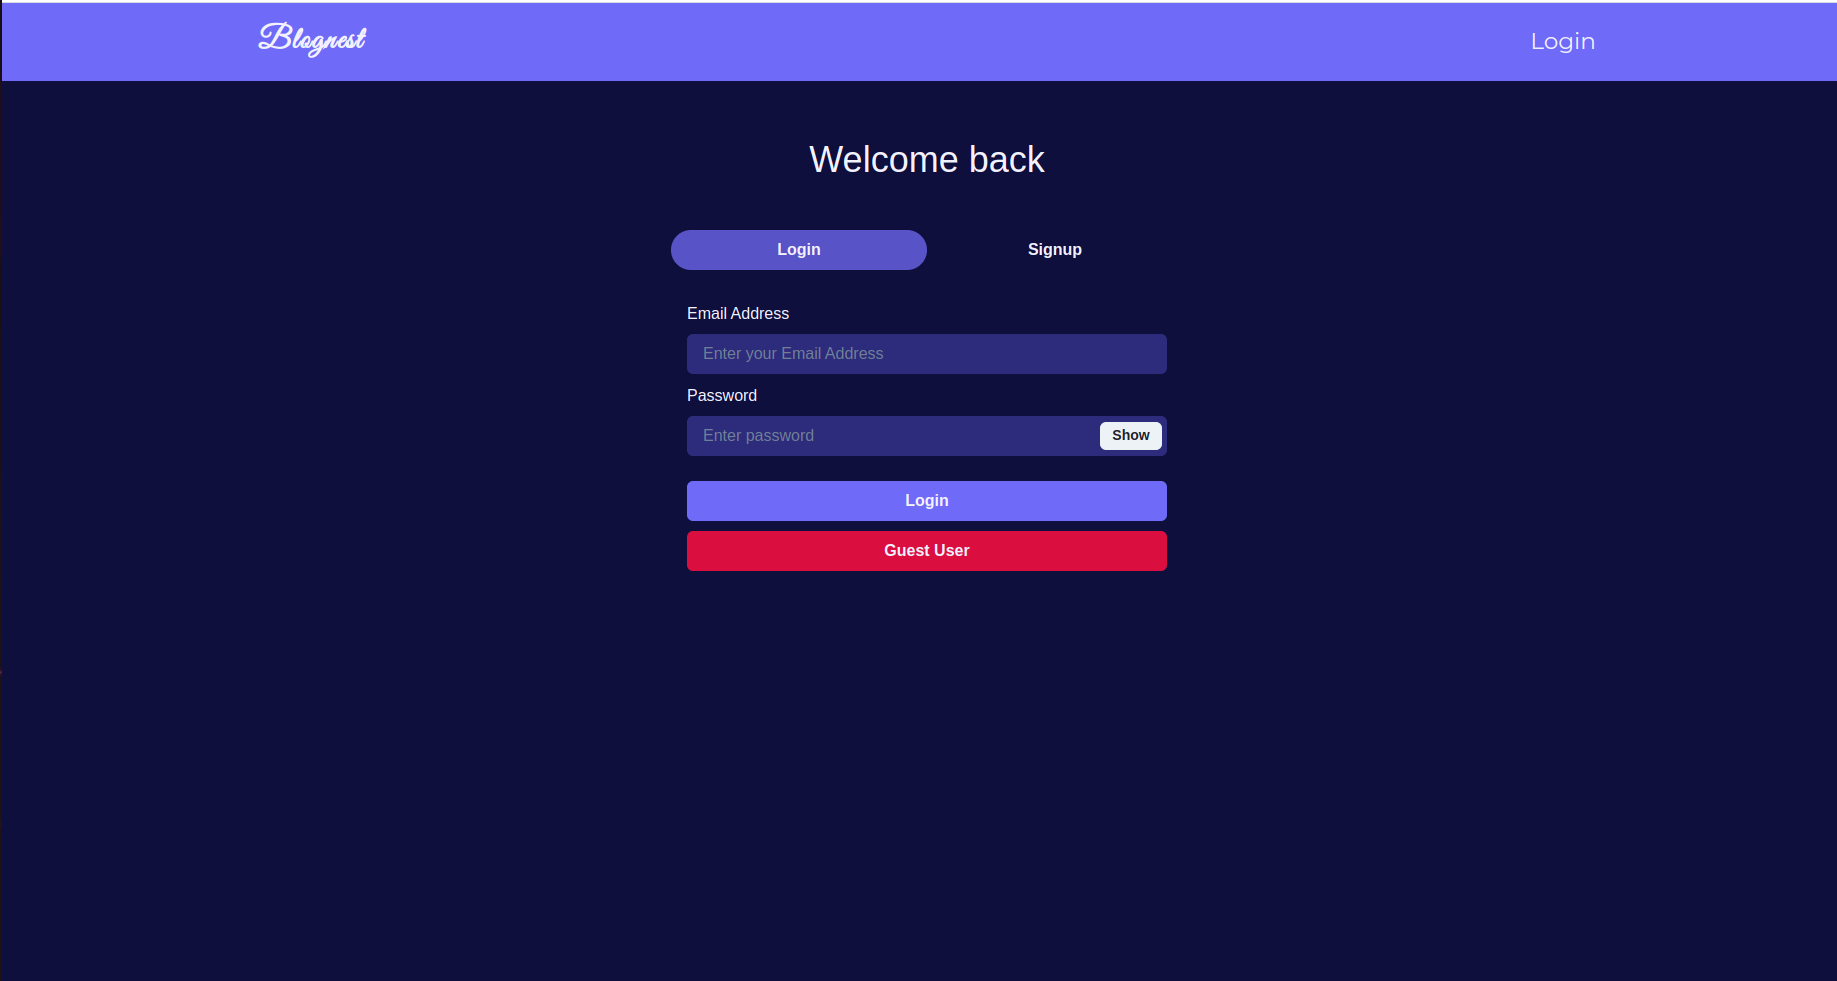 Blognest
Login
Welcome back
Login
Signup
Email Address
Enter your Email Address
Password
Enter password
Show
Login
Guest User